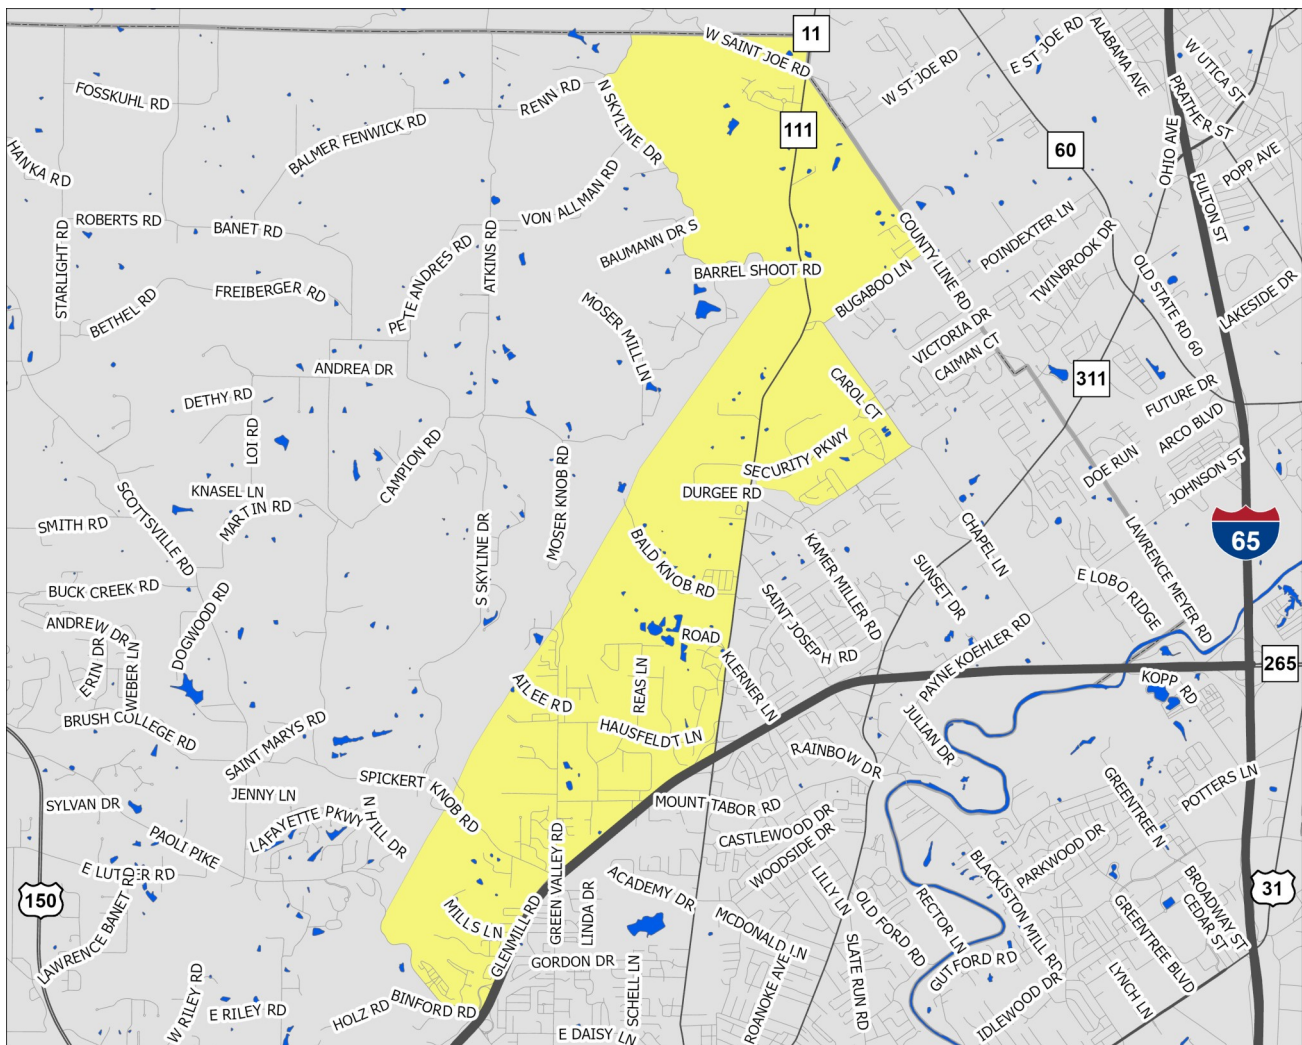 11
W SAINT JOE RD
E ST JOE RD
ALABAMA AVE
W UTICA ST
FOSSKUHL RD
RENN RD
N SKYLINE DR
W ST JOE RD
PRATHER ST
HANKA RD
BALMER FENWICK RD
111
60
OHIO AVE
POPP AVE
VON ALLMAN RD
FULTON ST
ROBERTS RD
BANET RD
STARLIGHT RD
PETE ANDRES RD
ATKINS RD
BAUMANN DR S
COUNTY LINE RD
POINDEXTER LN
TWINBROOK DR
BARREL SHOOT RD
BUGABOO LN
OLD STATE RD 60
LAKESIDE DR
BETHEL RD
FREIBERGER RD
MOSER MILL LN
VICTORIA DR
CAIMAN CT
ANDREA DR
311
DETHY RD
CAROL CT
FUTURE DR
ARCO BLVD
LOI RD
CAMPION RD
MOSER KNOB RD
SECURITY PKWY
DOE RUN
JOHNSON ST
KNASEL LN
MARTIN RD
DURGEE RD
SCOTTSVILLE RD
SMITH RD
S SKYLINE DR
BALD KNOB RD
KAMER MILLER RD
CHAPEL LN
LAWRENCE MEYER RD
65
BUCK CREEK RD
SAINT JOSEPH RD
SUNSET DR
E LOBO RIDGE
ANDREW DR
ERIN DR
WEBER LN
DOGWOOD RD
ROAD
KLERNER LN
PAYNE KOEHLER RD
265
KOPP RD
AILEE RD
REAS LN
HAUSFELDT LN
JULIAN DR
BRUSH COLLEGE RD
SAINT MARYS RD
RAINBOW DR
SPICKERT KNOB RD
SYLVAN DR
JENNY LN
MOUNT TABOR RD
GREENTREE N
POTTERS LN
PAOLI PIKE
LAFAYETTE PKWY
N HILL DR
CASTLEWOOD DR
WOODSIDE DR
PARKWOOD DR
E LUTHER RD
GREEN VALLEY RD
LINDA DR
ACADEMY DR
LILLY LN
OLD FORD RD
RECTOR LN
BLACKISTON MILL RD
BROADWAY ST
CEDAR ST
31
150
LAWRENCE BANET RD
MILLS LN
GLENMILL RD
MCDONALD LN
GREENTREE BLVD
GORDON DR
SCHELL LN
ROANOKE AVE
SLATE RUN RD
GUTFORD RD
LYNCH LN
W RILEY RD
E RILEY RD
HOLZ RD
BINFORD RD
E DAISY LN
IDLEWOOD DR